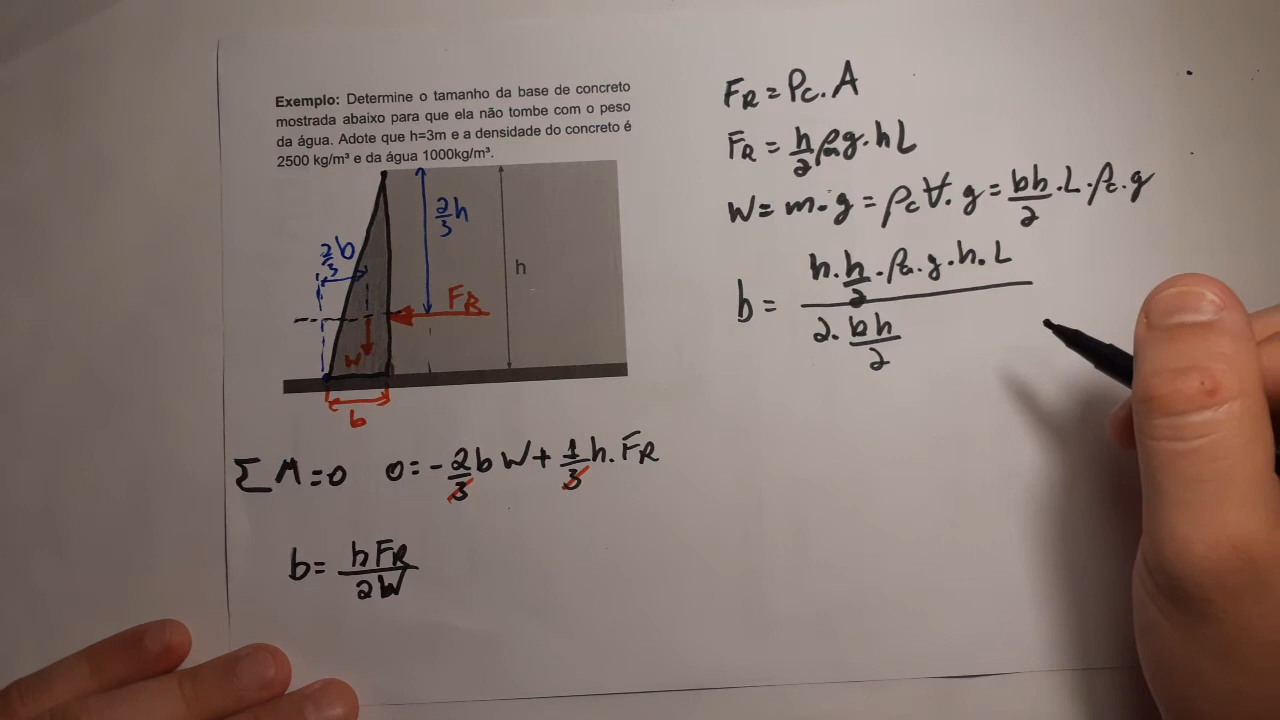 Exemplo: Determine o tamanho da base de concreto
mostrada abaixo para que ela não tombe com o peso
da água. Adote que h=3m e a densidade do concreto é
2500 kg/m³ e da água 1000kg/m³.
2/3 h
2/3 b
h
FR
W
b
ΣM=0 0=-2/3 b W+1/3 h.FR
b= hFR/2W
FR=Pc.A
FR=h/2 ρag.hL
W=m.g=ρc∀.g=bh/2.L.ρc.g
b= h.h/2.ρa.g.h.L / 2.bh/2